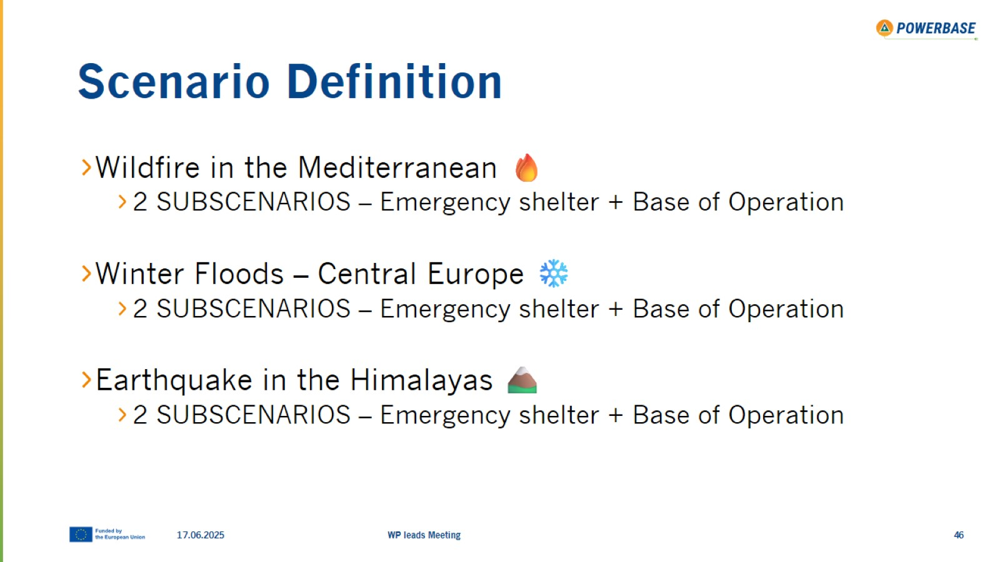 POWERBASE
Scenario Definition
Wildfire in the Mediterranean
2 SUBSCENARIOS – Emergency shelter + Base of Operation
Winter Floods – Central Europe
2 SUBSCENARIOS – Emergency shelter + Base of Operation
Earthquake in the Himalayas
2 SUBSCENARIOS – Emergency shelter + Base of Operation
Funded by
the European Union
17.06.2025
WP leads Meeting
46